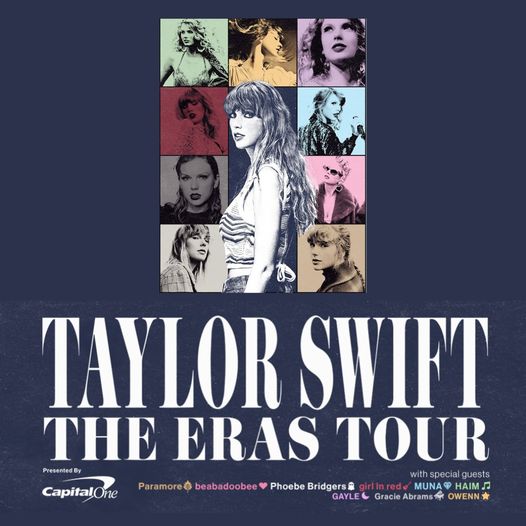 TAYLOR SWIFT
THE ERAS TOUR
Presented By
Capital One
with special guests
Paramore beabadoobee Phoebe Bridgers girl in red MUNA HAIM
GAYLE Gracie Abrams OWENN